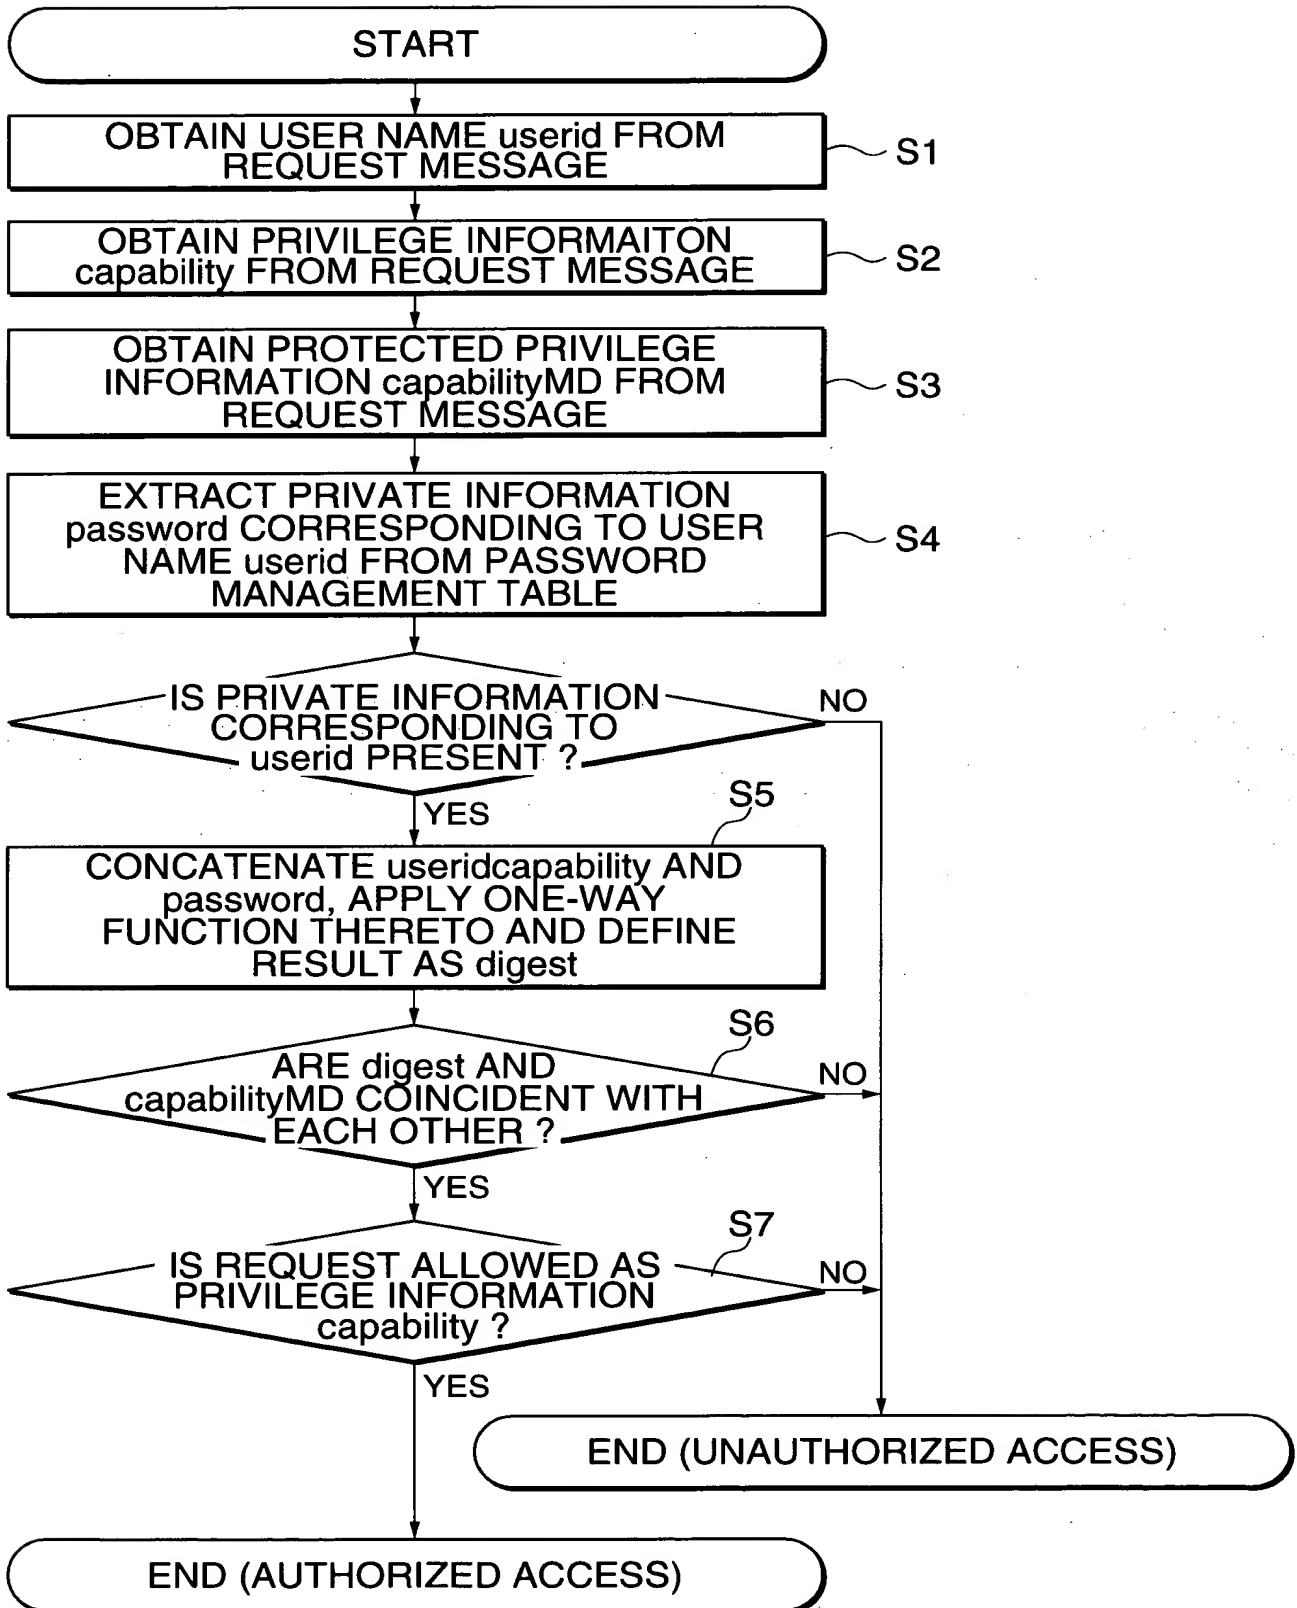 START
OBTAIN USER NAME userid FROM
REQUEST MESSAGE
S1
OBTAIN PRIVILEGE INFORMAITON
capability FROM REQUEST MESSAGE
S2
OBTAIN PROTECTED PRIVILEGE
INFORMATION capabilityMD FROM
REQUEST MESSAGE
S3
EXTRACT PRIVATE INFORMATION
password CORRESPONDING TO USER
NAME userid FROM PASSWORD
MANAGEMENT TABLE
S4
IS PRIVATE INFORMATION
CORRESPONDING TO
userid PRESENT ?
NO
YES
S5
CONCATENATE useridcapability AND
password, APPLY ONE-WAY
FUNCTION THERETO AND DEFINE
RESULT AS digest
S6
ARE digest AND
capabilityMD COINCIDENT WITH
EACH OTHER ?
NO
YES
S7
IS REQUEST ALLOWED AS
PRIVILEGE INFORMATION
capability ?
NO
YES
END (UNAUTHORIZED ACCESS)
END (AUTHORIZED ACCESS)